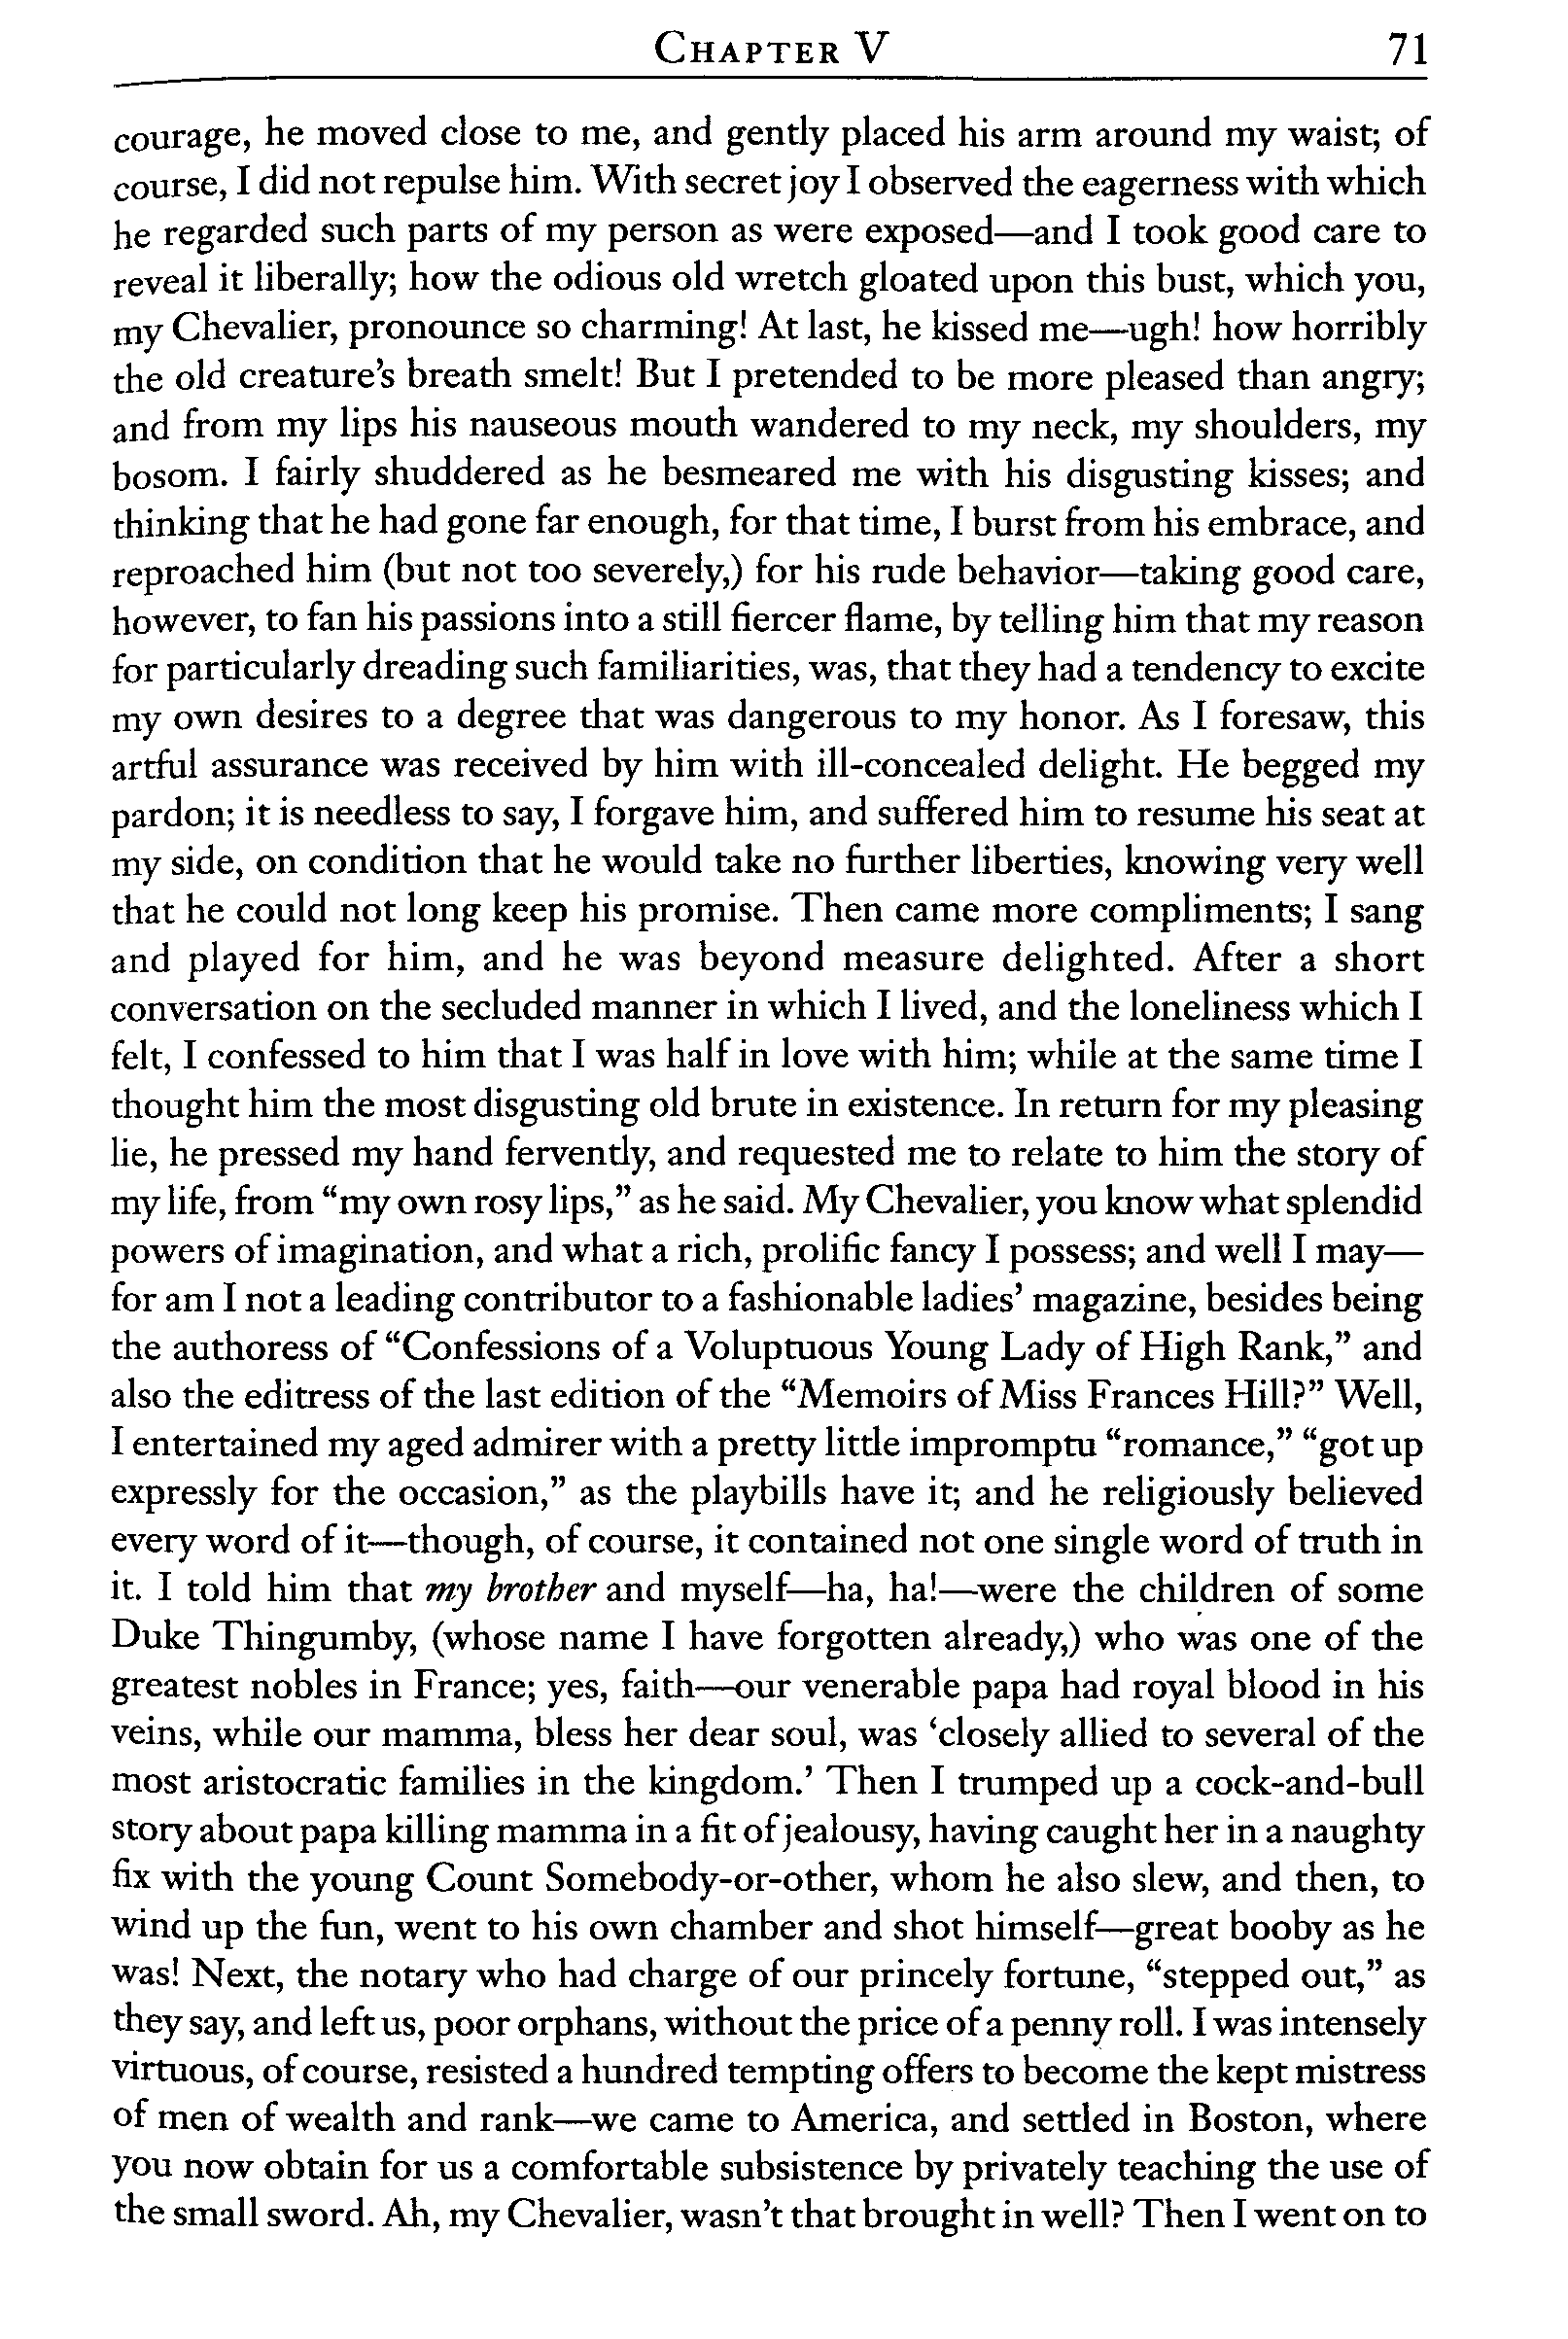 CHAPTER V 71
courage, he moved close to me, and gently placed his arm around my waist; of
course, I did not repulse him. With secret joy I observed the eagerness with which
he regarded such parts of my person as were exposed—and I took good care to
reveal it liberally; how the odious old wretch gloated upon this bust, which you,
my Chevalier, pronounce so charming! At last, he kissed me—ugh! how horribly
the old creature's breath smelt! But I pretended to be more pleased than angry;
and from my lips his nauseous mouth wandered to my neck, my shoulders, my
bosom. I fairly shuddered as he besmeared me with his disgusting kisses; and
thinking that he had gone far enough, for that time, I burst from his embrace, and
reproached him (but not too severely,) for his rude behavior—taking good care,
however, to fan his passions into a still fiercer flame, by telling him that my reason
for particularly dreading such familiarities, was, that they had a tendency to excite
my own desires to a degree that was dangerous to my honor. As I foresaw, this
artful assurance was received by him with ill-concealed delight. He begged my
pardon; it is needless to say, I forgave him, and suffered him to resume his seat at
my side, on condition that he would take no further liberties, knowing very well
that he could not long keep his promise. Then came more compliments; I sang
and played for him, and he was beyond measure delighted. After a short
conversation on the secluded manner in which I lived, and the loneliness which I
felt, I confessed to him that I was half in love with him; while at the same time I
thought him the most disgusting old brute in existence. In return for my pleasing
lie, he pressed my hand fervently, and requested me to relate to him the story of
my life, from “my own rosy lips,” as he said. My Chevalier, you know what splendid
powers of imagination, and what a rich, prolific fancy I possess; and well I may—
for am I not a leading contributor to a fashionable ladies’ magazine, besides being
the authoress of “Confessions of a Voluptuous Young Lady of High Rank,” and
also the editress of the last edition of the “Memoirs of Miss Frances Hill?” Well,
I entertained my aged admirer with a pretty little impromptu “romance,” “got up
expressly for the occasion,” as the playbills have it; and he religiously believed
every word of it—though, of course, it contained not one single word of truth in
it. I told him that my brother and myself—ha, ha!—were the children of some
Duke Thingumby, (whose name I have forgotten already,) who was one of the
greatest nobles in France; yes, faith—our venerable papa had royal blood in his
veins, while our mamma, bless her dear soul, was ‘closely allied to several of the
most aristocratic families in the kingdom.’ Then I trumped up a cock-and-bull
story about papa killing mamma in a fit of jealousy, having caught her in a naughty
fix with the young Count Somebody-or-other, whom he also slew, and then, to
wind up the fun, went to his own chamber and shot himself—great booby as he
was! Next, the notary who had charge of our princely fortune, “stepped out,” as
they say, and left us, poor orphans, without the price of a penny roll. I was intensely
virtuous, of course, resisted a hundred tempting offers to become the kept mistress
of men of wealth and rank—we came to America, and settled in Boston, where
you now obtain for us a comfortable subsistence by privately teaching the use of
the small sword. Ah, my Chevalier, wasn’t that brought in well? Then I went on to